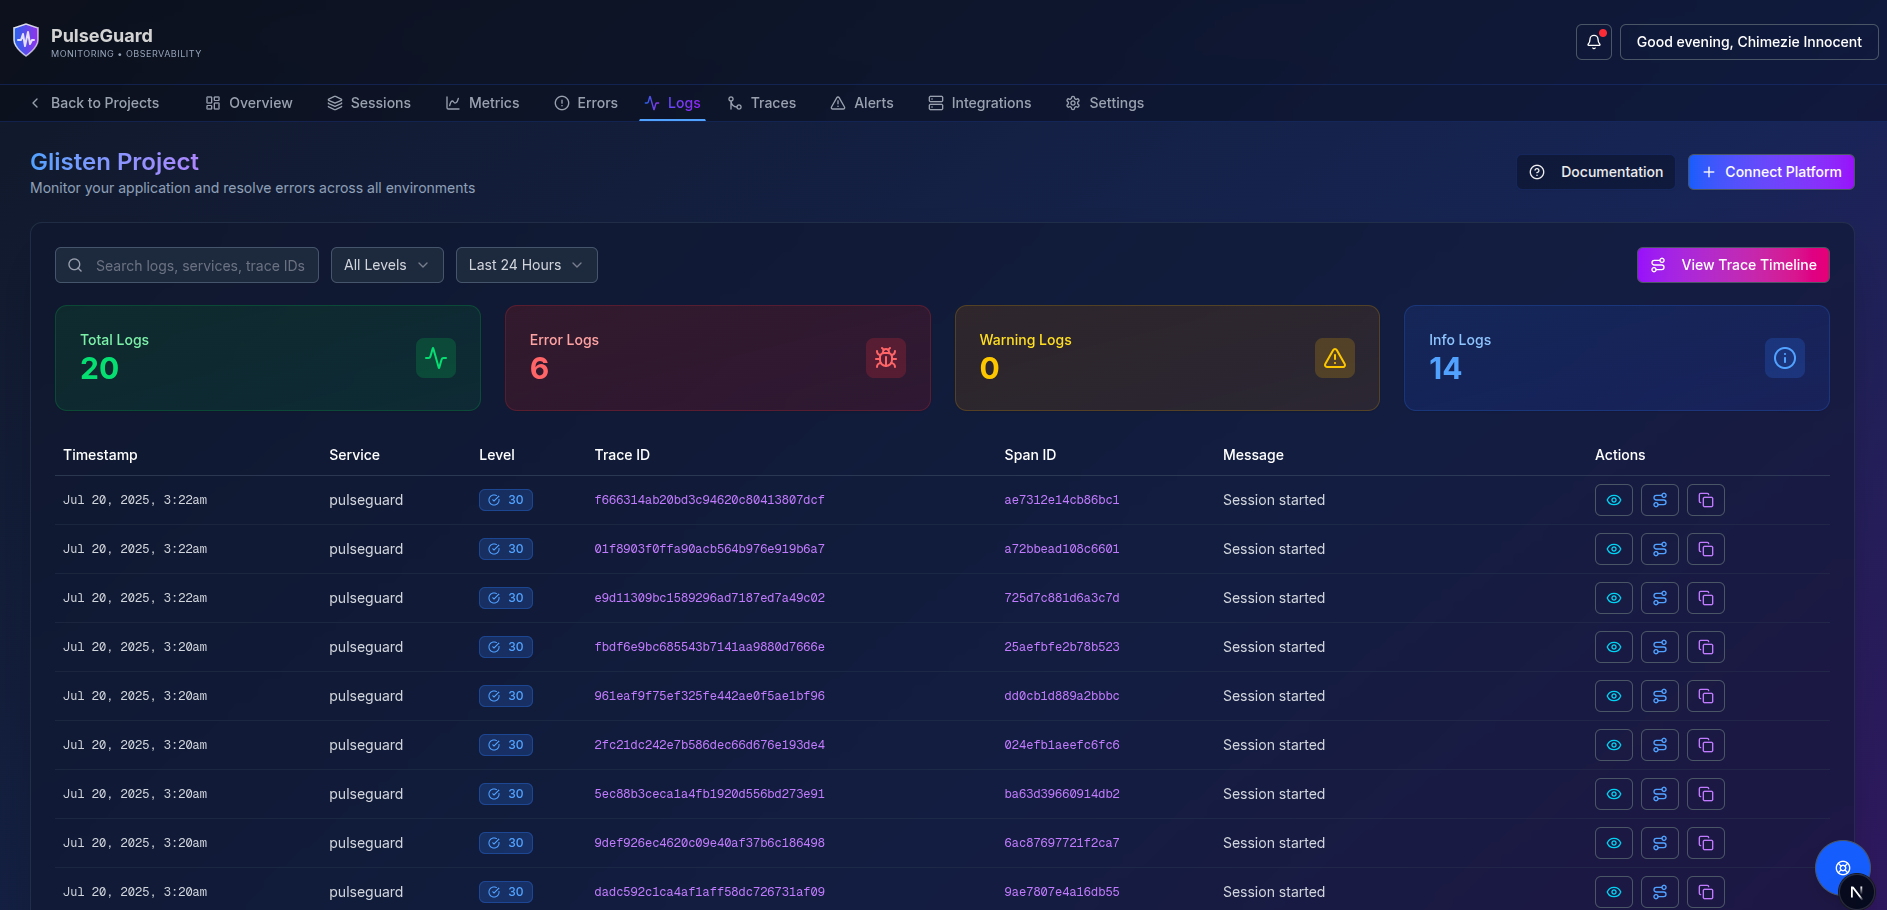 PulseGuard
MONITORING • OBSERVABILITY
Good evening, Chimezie Innocent
Back to Projects Overview Sessions Metrics Errors Logs Traces Alerts Integrations Settings
Glisten Project
Monitor your application and resolve errors across all environments
Documentation
Connect Platform
Search logs, services, trace IDs
All Levels
Last 24 Hours
View Trace Timeline
Total Logs
20
Error Logs
6
Warning Logs
0
Info Logs
14
Timestamp Service Level Trace ID Span ID Message Actions
Jul 20, 2025, 3:22am pulseguard 30 f666314ab20bd3c94620c80413807dcf ae7312e14cb86bc1 Session started
Jul 20, 2025, 3:22am pulseguard 30 01f8903f0ffa90acb564b976e919b6a7 a72bbead108c6601 Session started
Jul 20, 2025, 3:22am pulseguard 30 e9d11309bc1589296ad7187ed7a49c02 725d7c881d6a3c7d Session started
Jul 20, 2025, 3:20am pulseguard 30 fbdf6e9bc685543b7141aa9880d7666e 25aefbfe2b78b523 Session started
Jul 20, 2025, 3:20am pulseguard 30 961eaf9f75ef325fe442ae0f5ae1bf96 dd0cb1d889a2bbbc Session started
Jul 20, 2025, 3:20am pulseguard 30 2fc21dc242e7b586dec66d676e193de4 024efb1aeefc6fc6 Session started
Jul 20, 2025, 3:20am pulseguard 30 5ec88b3ceca1a4fb1920d556bd273e91 ba63d39660914db2 Session started
Jul 20, 2025, 3:20am pulseguard 30 9def926ec4620c09e40af37b6c186498 6ac87697721f2ca7 Session started
Jul 20, 2025, 3:20am pulseguard 30 dadc592c1ca4af1aff58dc726731af09 9ae7807e4a16db55 Session started
N